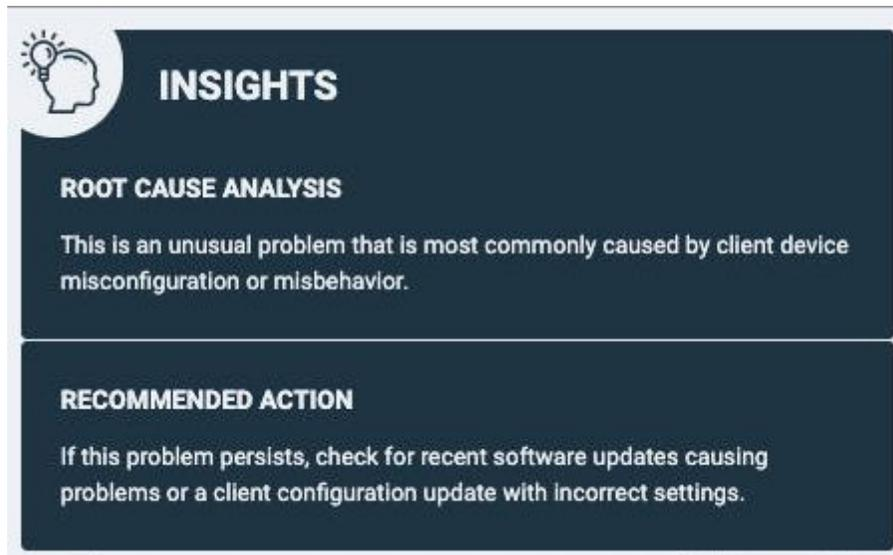 INSIGHTS
ROOT CAUSE ANALYSIS
This is an unusual problem that is most commonly caused by client device
misconfiguration or misbehavior.
RECOMMENDED ACTION
If this problem persists, check for recent software updates causing
problems or a client configuration update with incorrect settings.